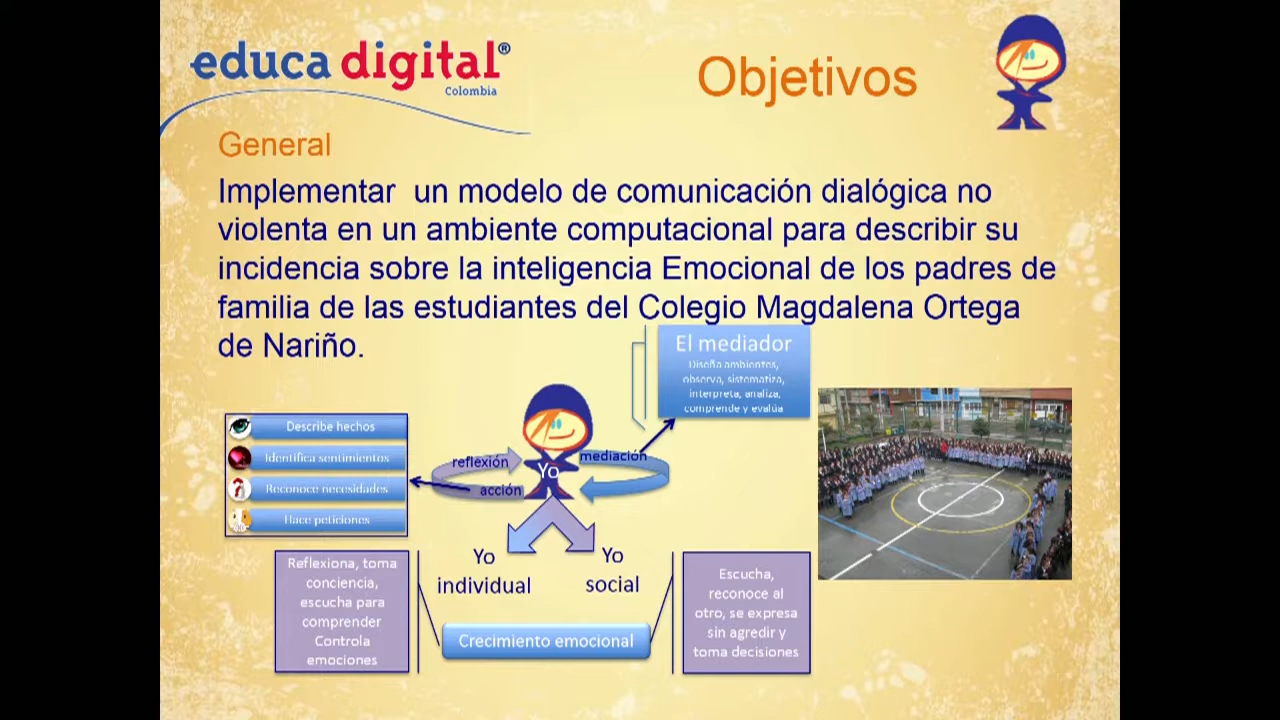 educa digital®
Colombia
Objetivos
General
Implementar un modelo de comunicación dialógica no
violenta en un ambiente computacional para describir su
incidencia sobre la inteligencia Emocional de los padres de
familia de las estudiantes del Colegio Magdalena Ortega
de Nariño.
El mediador
Diseña ambientes,
observa, sistematiza,
interpreta, analiza,
comprende y evalúa
Describe hechos
Identifica sentimientos
Reconoce necesidades
Hace peticiones
reflexión
acción
Yo
mediación
Yo
individual
Yo
social
Reflexiona, toma
conciencia,
escucha para
comprender
Controla
emociones
Crecimiento emocional
Escucha,
reconoce al
otro, se expresa
sin agredir y
toma decisiones